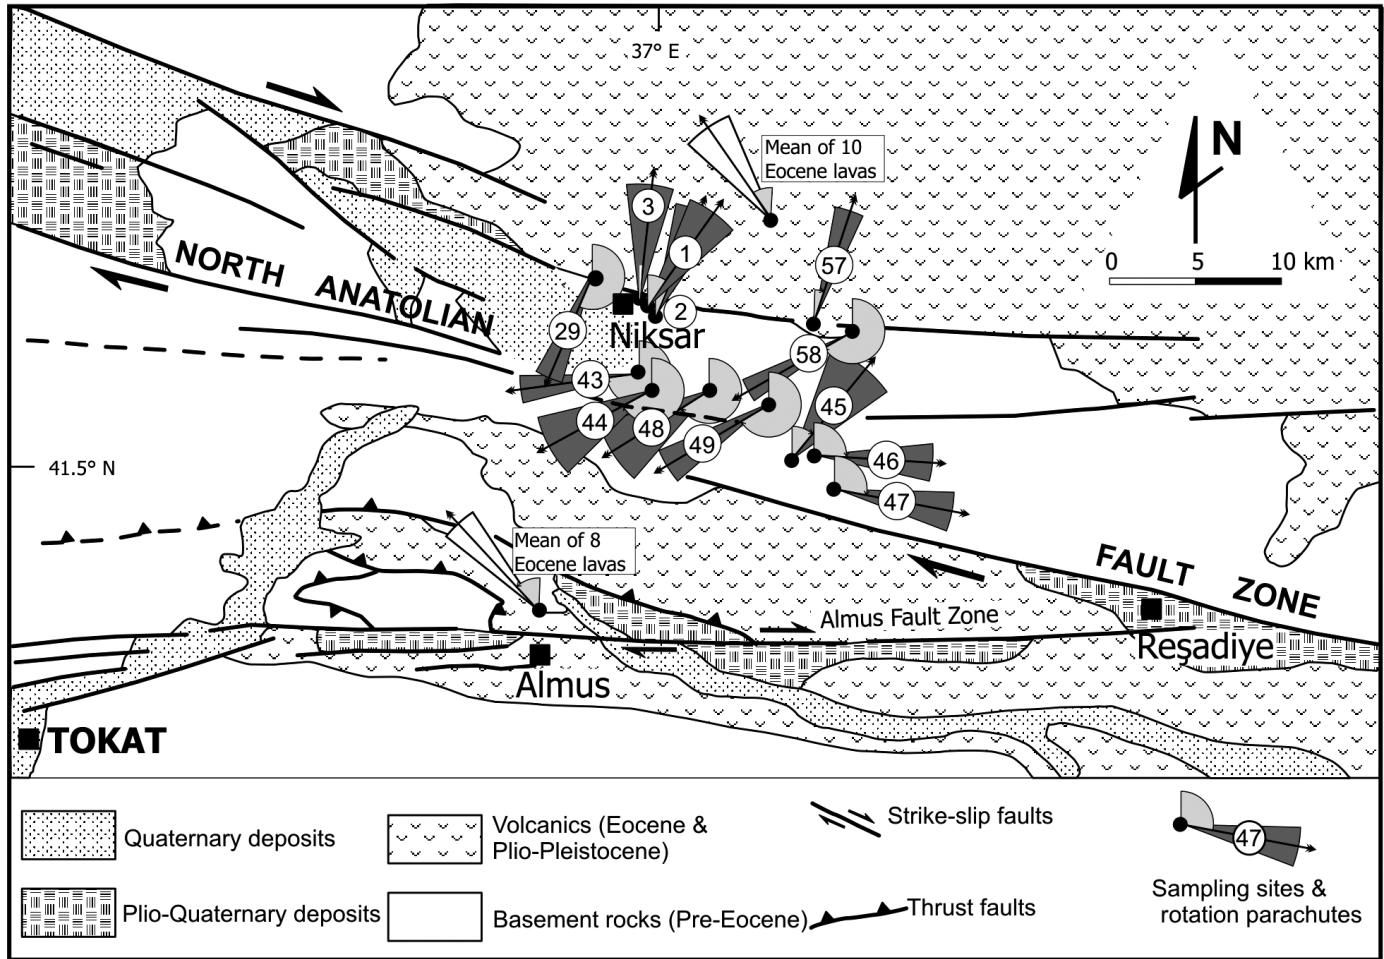 37° E
N
Mean of 10
Eocene lavas
0 5 10 km
3
1
57
2
NORTH ANATOLIAN
Niksar
29
58
43
45
44
48
49
46
47
41.5° N
Mean of 8
Eocene lavas
FAULT ZONE
Almus Fault Zone
Reşadiye
Almus
TOKAT
Quaternary deposits
Plio-Quaternary deposits
Volcanics (Eocene &
Plio-Pleistocene)
Basement rocks (Pre-Eocene)
Strike-slip faults
Thrust faults
47
Sampling sites &
rotation parachutes